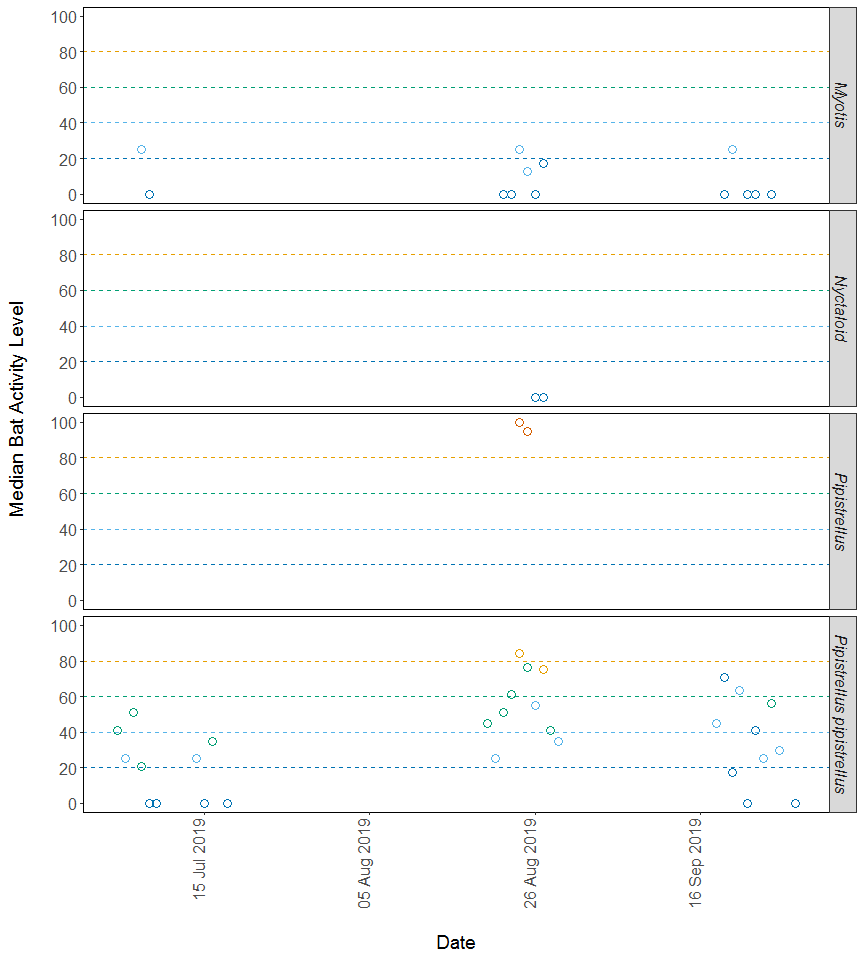 100
80
60
40
20
0
Myotis
100
80
60
40
20
0
Nyctaloid
100
80
60
40
20
0
Pipistrellus
100
80
60
40
20
0
Pipistrellus pipistrellus
Median Bat Activity Level
15 Jul 2019
05 Aug 2019
26 Aug 2019
16 Sep 2019
Date